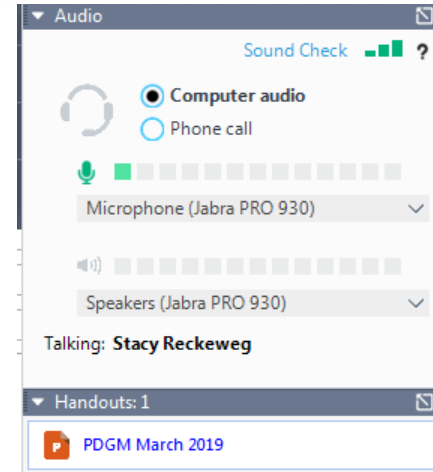 Audio
Sound Check ?
Computer audio
Phone call
Microphone (Jabra PRO 930)
Speakers (Jabra PRO 930)
Talking: Stacy Reckeweg
Handouts: 1
P PDGM March 2019